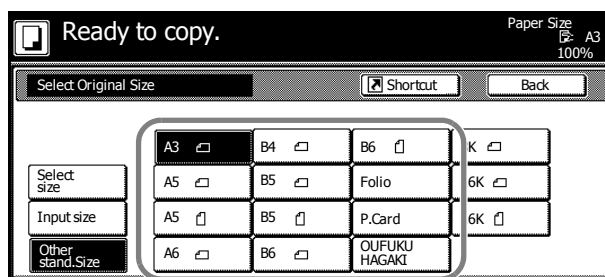 Ready to copy.
Paper Size
A3
100%
Select Original Size
Shortcut
Back
A3
B4
B6
K
Select
size
A5
B5
Folio
6K
Input size
A5
B5
P.Card
6K
Other
stand.Size
A6
B6
OUFUKU
HAGAKI